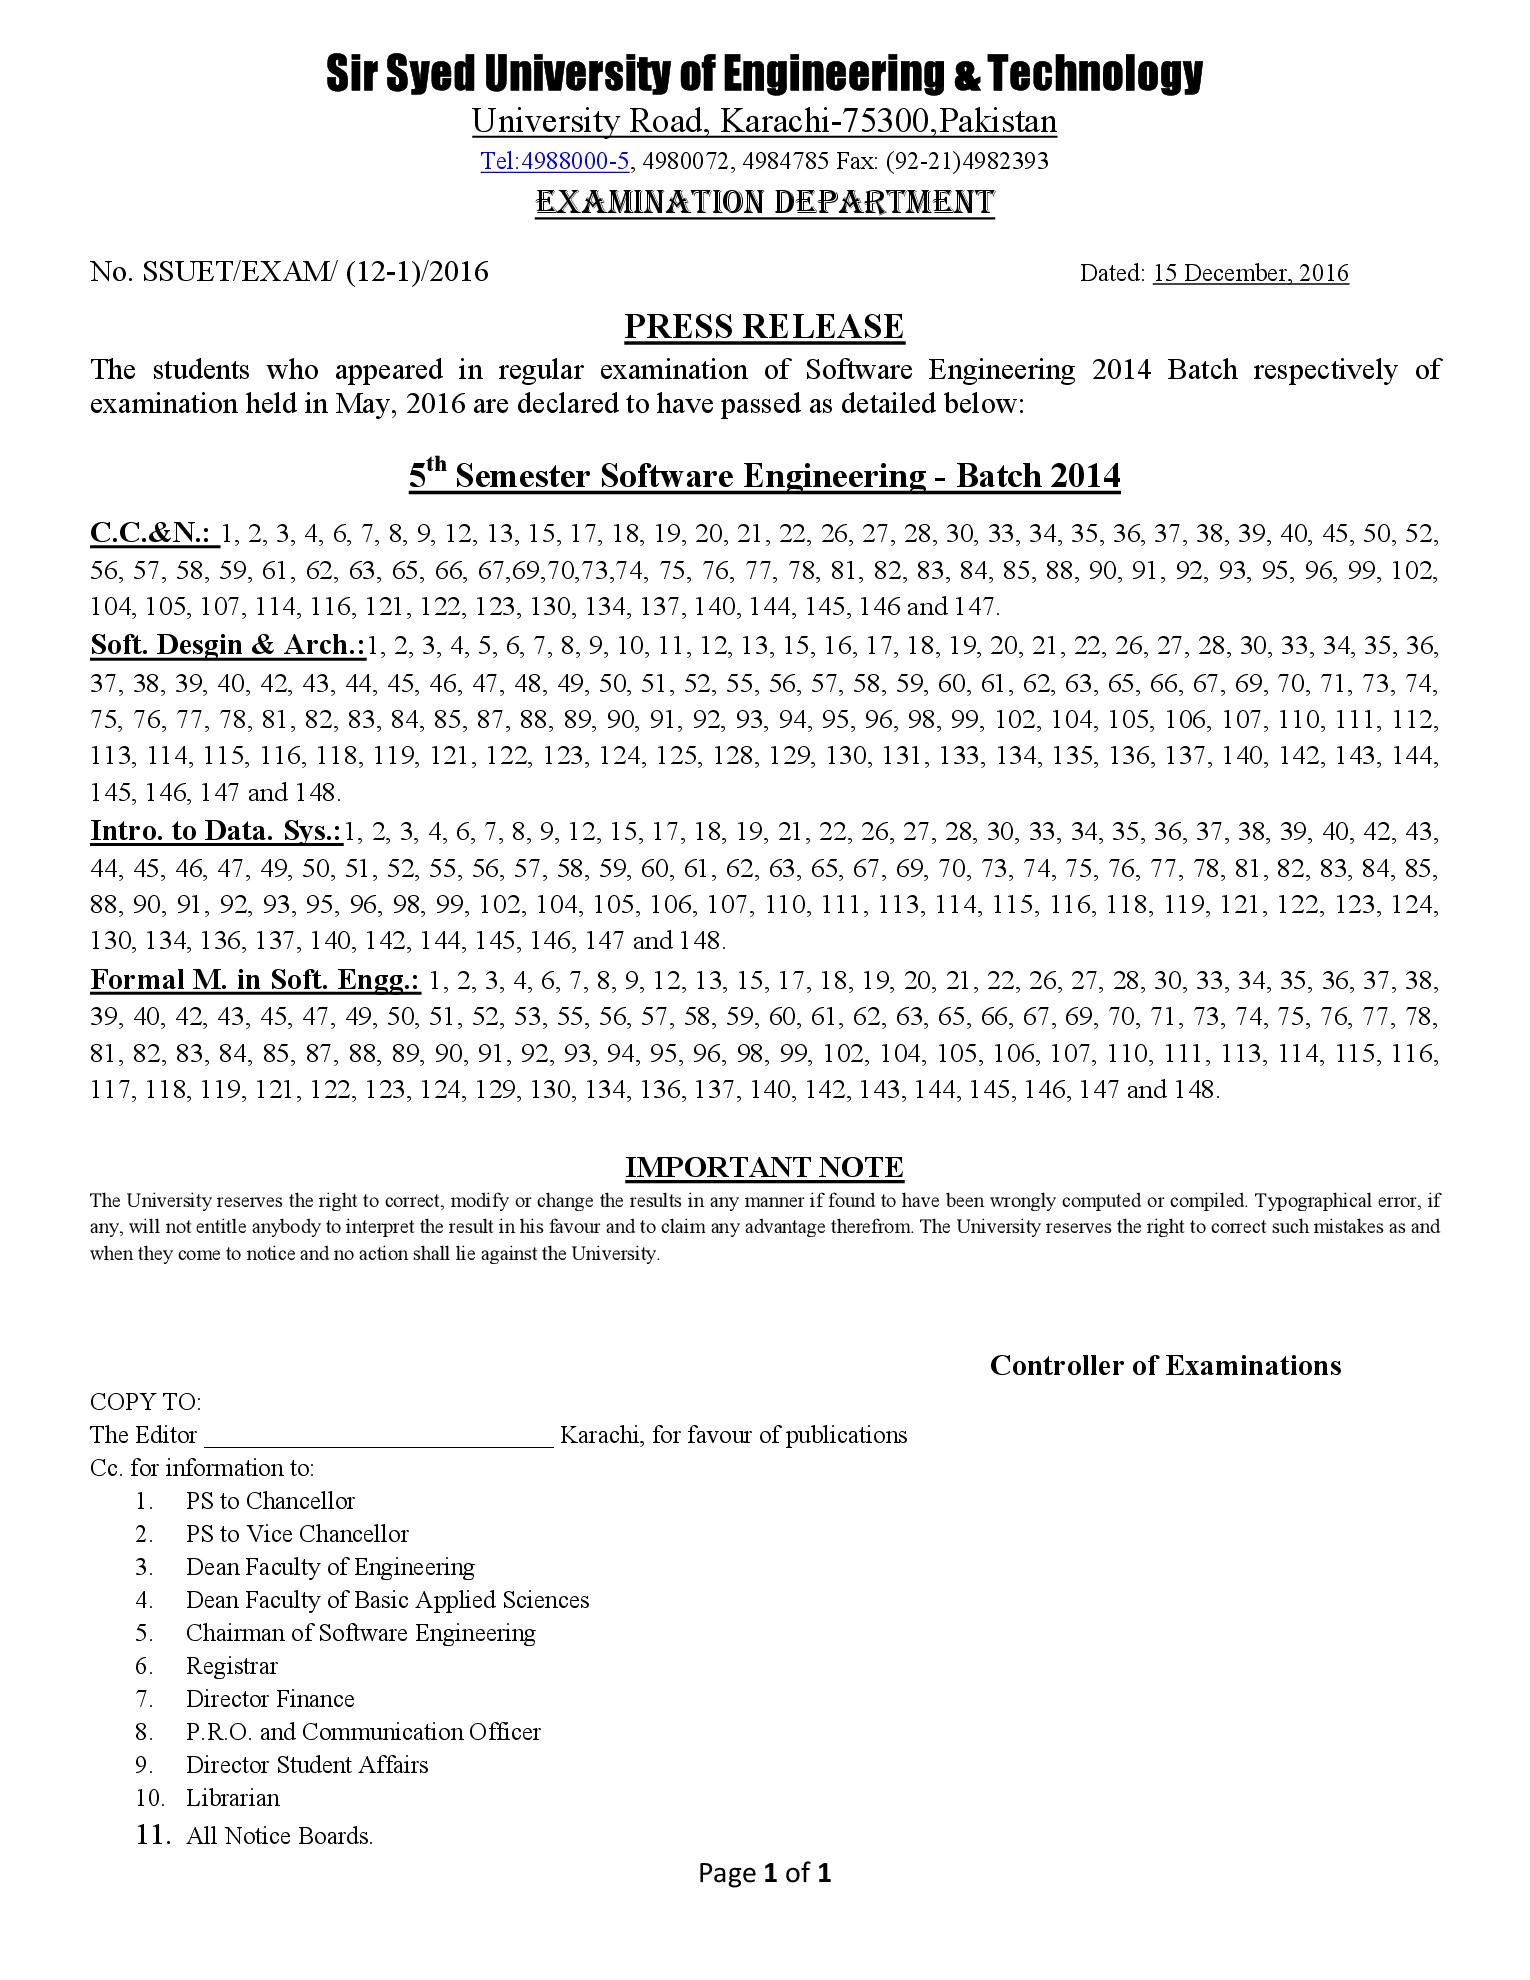 Sir Syed University of Engineering & Technology
University Road, Karachi-75300,Pakistan
Tel:4988000-5, 4980072, 4984785 Fax: (92-21)4982393
EXAMINATION DEPARTMENT
No. SSUET/EXAM/ (12-1)/2016 Dated: 15 December, 2016
PRESS RELEASE
The students who appeared in regular examination of Software Engineering 2014 Batch respectively of
examination held in May, 2016 are declared to have passed as detailed below:
5th Semester Software Engineering - Batch 2014
C.C.&N.: 1, 2, 3, 4, 6, 7, 8, 9, 12, 13, 15, 17, 18, 19, 20, 21, 22, 26, 27, 28, 30, 33, 34, 35, 36, 37, 38, 39, 40, 45, 50, 52,
56, 57, 58, 59, 61, 62, 63, 65, 66, 67,69,70,73,74, 75, 76, 77, 78, 81, 82, 83, 84, 85, 88, 90, 91, 92, 93, 95, 96, 99, 102,
104, 105, 107, 114, 116, 121, 122, 123, 130, 134, 137, 140, 144, 145, 146 and 147.
Soft. Desgin & Arch.:1, 2, 3, 4, 5, 6, 7, 8, 9, 10, 11, 12, 13, 15, 16, 17, 18, 19, 20, 21, 22, 26, 27, 28, 30, 33, 34, 35, 36,
37, 38, 39, 40, 42, 43, 44, 45, 46, 47, 48, 49, 50, 51, 52, 55, 56, 57, 58, 59, 60, 61, 62, 63, 65, 66, 67, 69, 70, 71, 73, 74,
75, 76, 77, 78, 81, 82, 83, 84, 85, 87, 88, 89, 90, 91, 92, 93, 94, 95, 96, 98, 99, 102, 104, 105, 106, 107, 110, 111, 112,
113, 114, 115, 116, 118, 119, 121, 122, 123, 124, 125, 128, 129, 130, 131, 133, 134, 135, 136, 137, 140, 142, 143, 144,
145, 146, 147 and 148.
Intro. to Data. Sys.:1, 2, 3, 4, 6, 7, 8, 9, 12, 15, 17, 18, 19, 21, 22, 26, 27, 28, 30, 33, 34, 35, 36, 37, 38, 39, 40, 42, 43,
44, 45, 46, 47, 49, 50, 51, 52, 55, 56, 57, 58, 59, 60, 61, 62, 63, 65, 67, 69, 70, 73, 74, 75, 76, 77, 78, 81, 82, 83, 84, 85,
88, 90, 91, 92, 93, 95, 96, 98, 99, 102, 104, 105, 106, 107, 110, 111, 113, 114, 115, 116, 118, 119, 121, 122, 123, 124,
130, 134, 136, 137, 140, 142, 144, 145, 146, 147 and 148.
Formal M. in Soft. Engg.: 1, 2, 3, 4, 6, 7, 8, 9, 12, 13, 15, 17, 18, 19, 20, 21, 22, 26, 27, 28, 30, 33, 34, 35, 36, 37, 38,
39, 40, 42, 43, 45, 47, 49, 50, 51, 52, 53, 55, 56, 57, 58, 59, 60, 61, 62, 63, 65, 66, 67, 69, 70, 71, 73, 74, 75, 76, 77, 78,
81, 82, 83, 84, 85, 87, 88, 89, 90, 91, 92, 93, 94, 95, 96, 98, 99, 102, 104, 105, 106, 107, 110, 111, 113, 114, 115, 116,
117, 118, 119, 121, 122, 123, 124, 129, 130, 134, 136, 137, 140, 142, 143, 144, 145, 146, 147 and 148.
IMPORTANT NOTE
The University reserves the right to correct, modify or change the results in any manner if found to have been wrongly computed or compiled. Typographical error, if
any, will not entitle anybody to interpret the result in his favour and to claim any advantage therefrom. The University reserves the right to correct such mistakes as and
when they come to notice and no action shall lie against the University.
Controller of Examinations
COPY TO:
The Editor ____________________________ Karachi, for favour of publications
Cc. for information to:
1. PS to Chancellor
2. PS to Vice Chancellor
3. Dean Faculty of Engineering
4. Dean Faculty of Basic Applied Sciences
5. Chairman of Software Engineering
6. Registrar
7. Director Finance
8. P.R.O. and Communication Officer
9. Director Student Affairs
10. Librarian
11. All Notice Boards.
Page 1 of 1